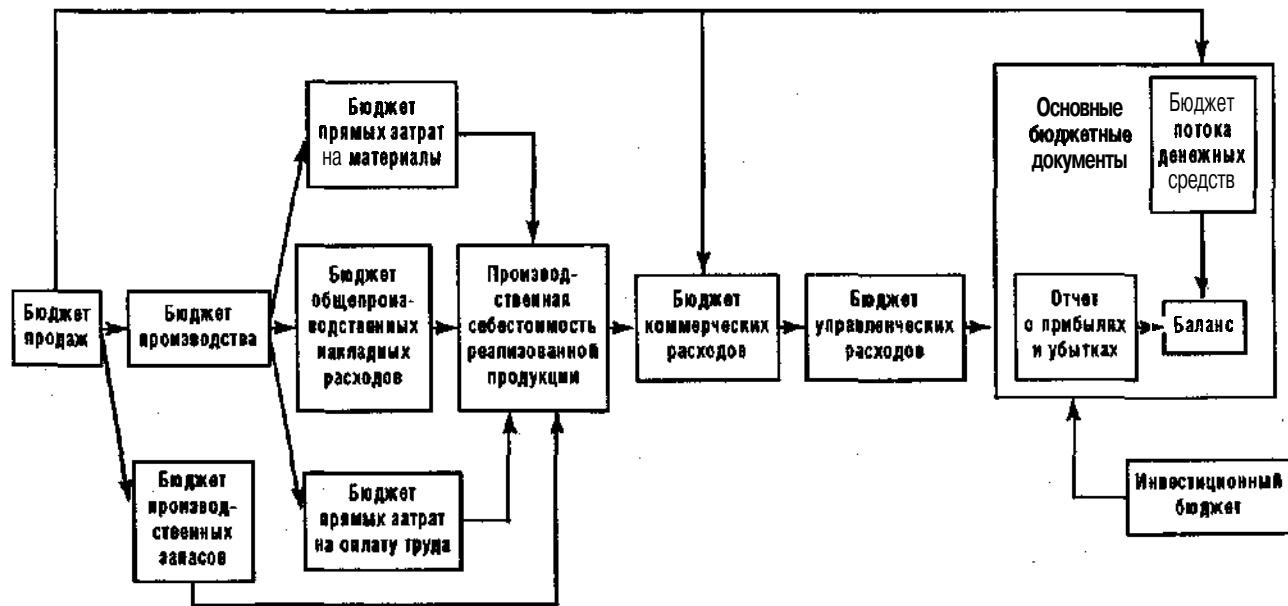 Бюджет
прямых затрат
на материалы
Основные
бюджетные
документы
Бюджет
потока
денежных
средств
Бюджет
продаж
Бюджет
производства
Бюджет
общепроиз-
водственных
накладных
расходов
Производ-
ственная
себестоимость
реализованной
продукции
Бюджет
коммерческих
расходов
Бюджет
управленческих
расходов
Отчет
о прибылях
и убытках
Баланс
Бюджет
производ-
ственных
запасов
Бюджет
прямых затрат
на оплату труда
Инвестиционный
бюджет